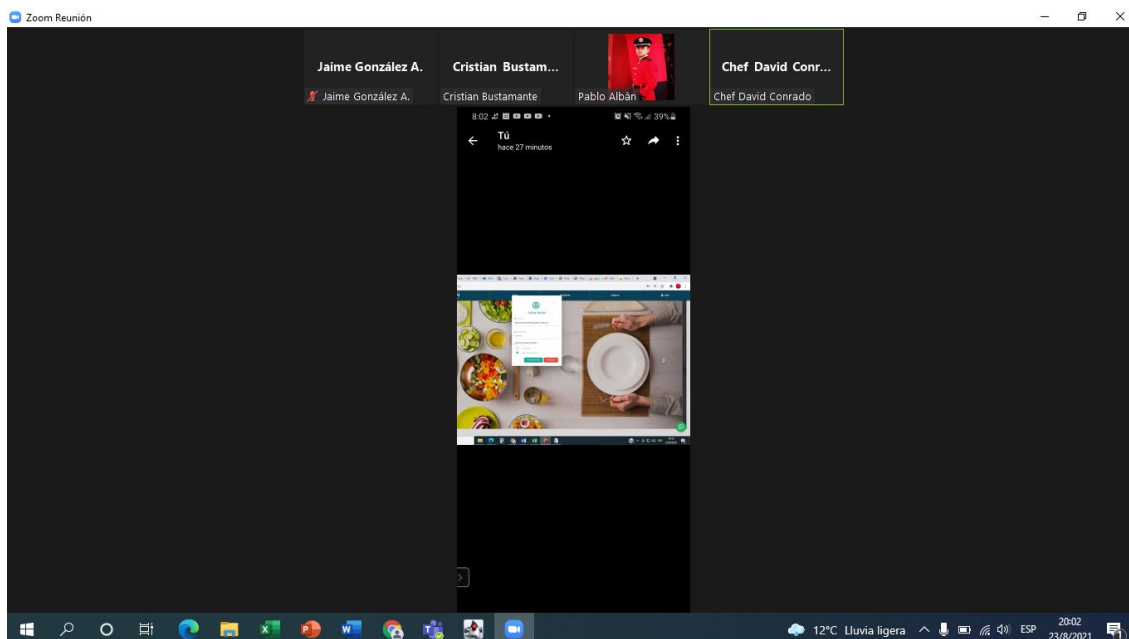 Zoom Reunión
Jaime González A.
Cristian Bustam...
Chef David Conr...
Jaime González A.
Cristian Bustamante
Pablo Albàn
Chef David Conrado
8:02
39%
Tú
hace 27 minutos
12°C Lluvia ligera
ESP
20:02
23/8/2021